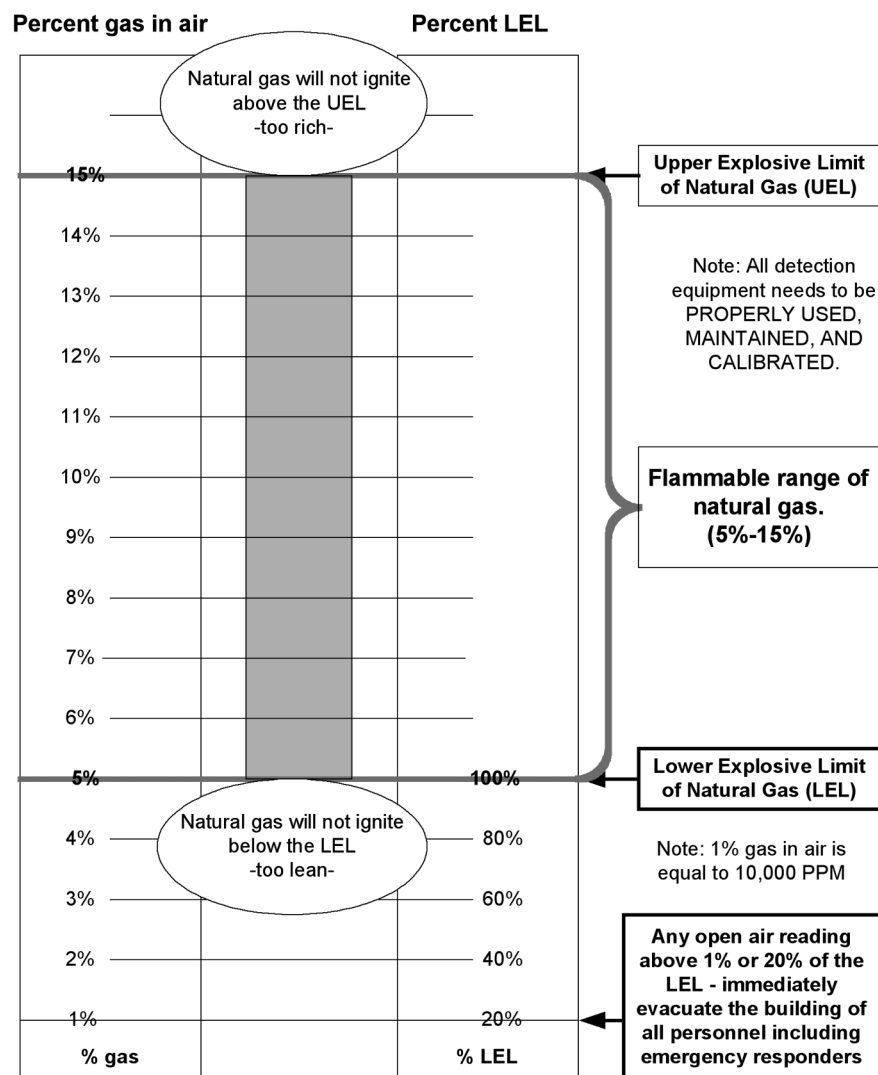 Percent gas in air
Percent LEL
Natural gas will not ignite
above the UEL
-too rich-
15%
Upper Explosive Limit
of Natural Gas (UEL)
14%
13%
12%
11%
10%
9%
8%
7%
6%
Note: All detection
equipment needs to be
PROPERLY USED,
MAINTAINED, AND
CALIBRATED.
Flammable range of
natural gas.
(5%-15%)
5%
100%
Lower Explosive Limit
of Natural Gas (LEL)
Natural gas will not ignite
below the LEL
-too lean-
4%
80%
Note: 1% gas in air is
equal to 10,000 PPM
3%
60%
2%
40%
1%
20%
Any open air reading
above 1% or 20% of the
LEL - immediately
evacuate the building of
all personnel including
emergency responders
% gas
% LEL